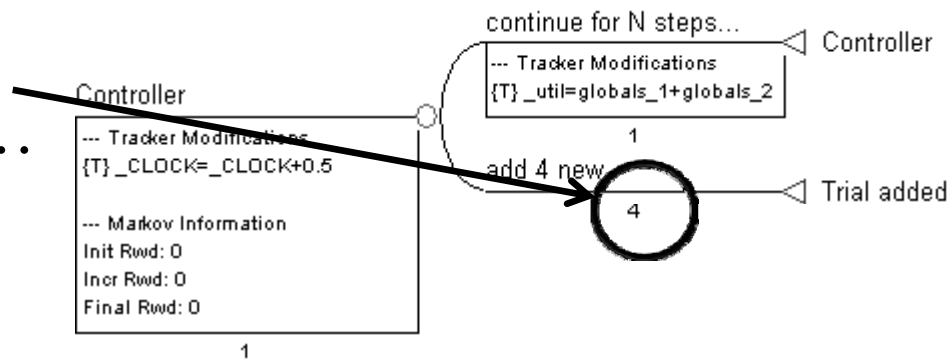 continue for N steps...
Controller
--- Tracker Modifications
{T} _util=globals_1+globals_2
1
Controller
--- Tracker Modifications
{T} _CLOCK=_CLOCK+0.5
--- Markov Information
Init Rwd: 0
Incr Rwd: 0
Final Rwd: 0
1
add 4 new
4
Trial added
..